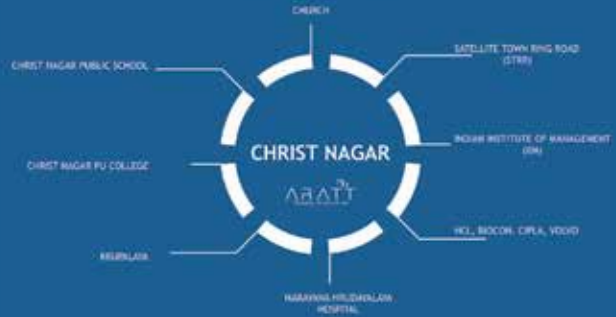 CHURCH
SATELLITE TOWN RING ROAD
(STRR)
CHRIST NAGAR PUBLIC SCHOOL
CHRIST NAGAR
INDIAN INSTITUTE OF MANAGEMENT
(IIM)
CHRIST NAGAR PU COLLEGE
ARATT
HCL, BIOCON, CIPLA, VOLVO
KRUPALAYA
NARAYANA HRUDAYALAYA
HOSPITAL